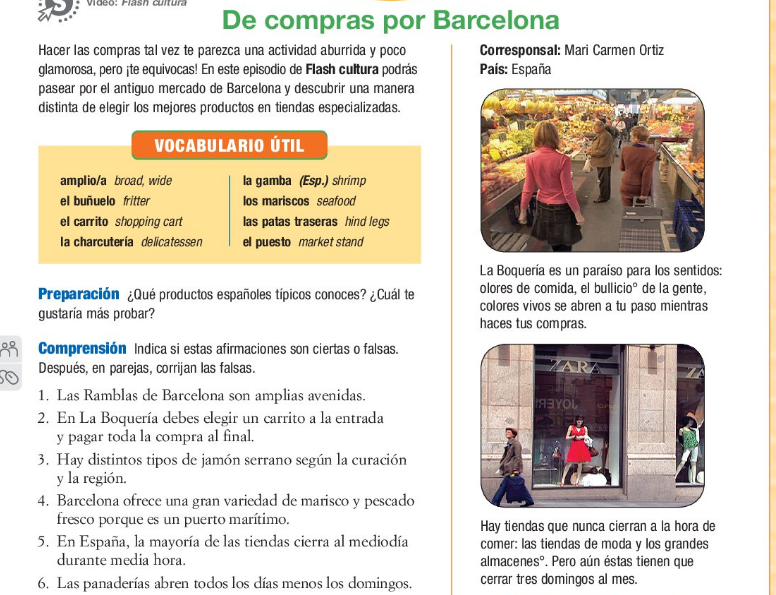 Video: Flash cultura
De compras por Barcelona
Hacer las compras tal vez te parezca una actividad aburrida y poco
glamorosa, pero ¡te equivocas! En este episodio de Flash cultura podrás
pasear por el antiguo mercado de Barcelona y descubrir una manera
distinta de elegir los mejores productos en tiendas especializadas.
VOCABULARIO ÚTIL
amplio/a broad, wide
el buñuelo fritter
el carrito shopping cart
la charcutería delicatessen
la gamba (Esp.) shrimp
los mariscos seafood
las patas traseras hind legs
el puesto market stand
Preparación ¿Qué productos españoles típicos conoces? ¿Cuál te
gustaría más probar?
Comprensión Indica si estas afirmaciones son ciertas o falsas.
Después, en parejas, corrijan las falsas.
1. Las Ramblas de Barcelona son amplias avenidas.
2. En La Boquería debes elegir un carrito a la entrada
y pagar toda la compra al final.
3. Hay distintos tipos de jamón serrano según la curación
y la región.
4. Barcelona ofrece una gran variedad de marisco y pescado
fresco porque es un puerto marítimo.
5. En España, la mayoría de las tiendas cierra al mediodía
durante media hora.
6. Las panaderías abren todos los días menos los domingos.
Corresponsal: Mari Carmen Ortiz
País: España
La Boquería es un paraíso para los sentidos:
olores de comida, el bullicio° de la gente,
colores vivos se abren a tu paso mientras
haces tus compras.
ZARA
ZA
Hay tiendas que nunca cierran a la hora de
comer: las tiendas de moda y los grandes
almacenes°. Pero aún éstas tienen que
cerrar tres domingos al mes.